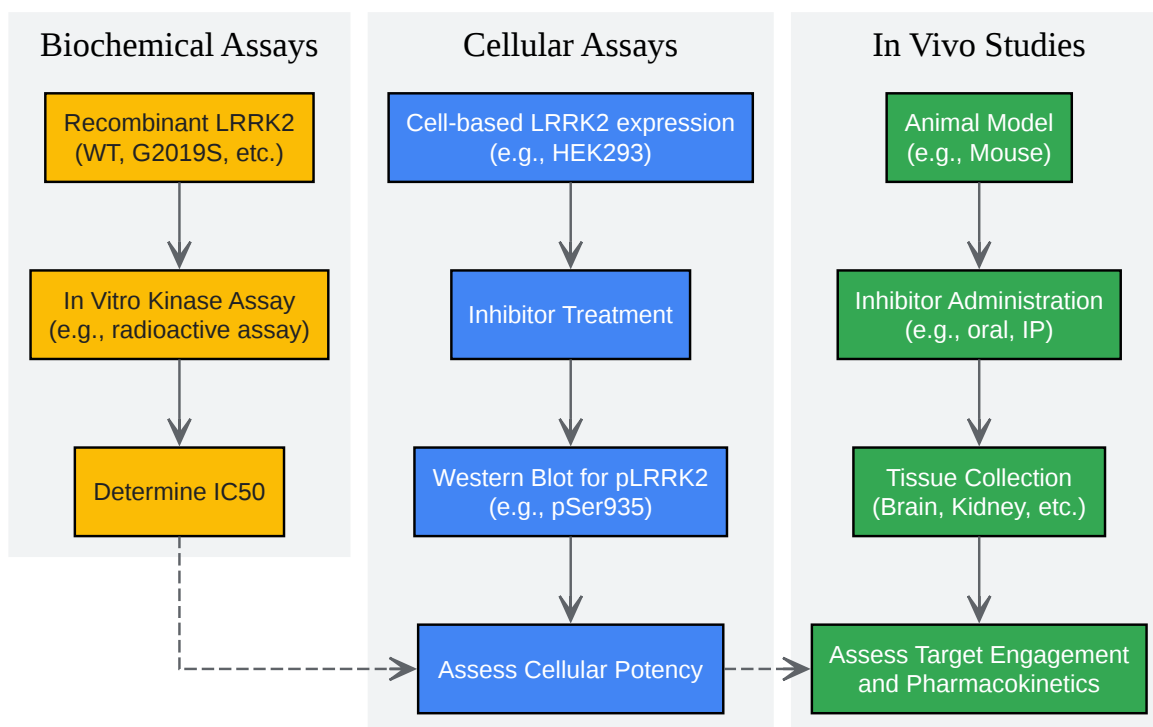 Biochemical Assays
Recombinant LRRK2
(WT, G2019S, etc.)
In Vitro Kinase Assay
(e.g., radioactive assay)
Determine IC50
Cellular Assays
Cell-based LRRK2 expression
(e.g., HEK293)
Inhibitor Treatment
Western Blot for pLRRK2
(e.g., pSer935)
Assess Cellular Potency
In Vivo Studies
Animal Model
(e.g., Mouse)
Inhibitor Administration
(e.g., oral, IP)
Tissue Collection
(Brain, Kidney, etc.)
Assess Target Engagement
and Pharmacokinetics